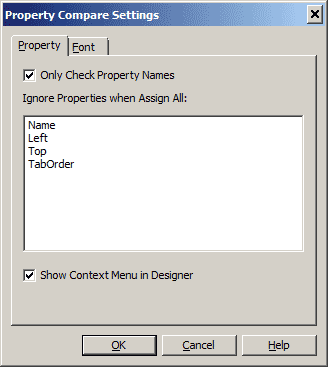 Property Compare Settings
Property Font
Only Check Property Names
Ignore Properties when Assign All:
Name
Left
Top
TabOrder
Show Context Menu in Designer
OK Cancel Help